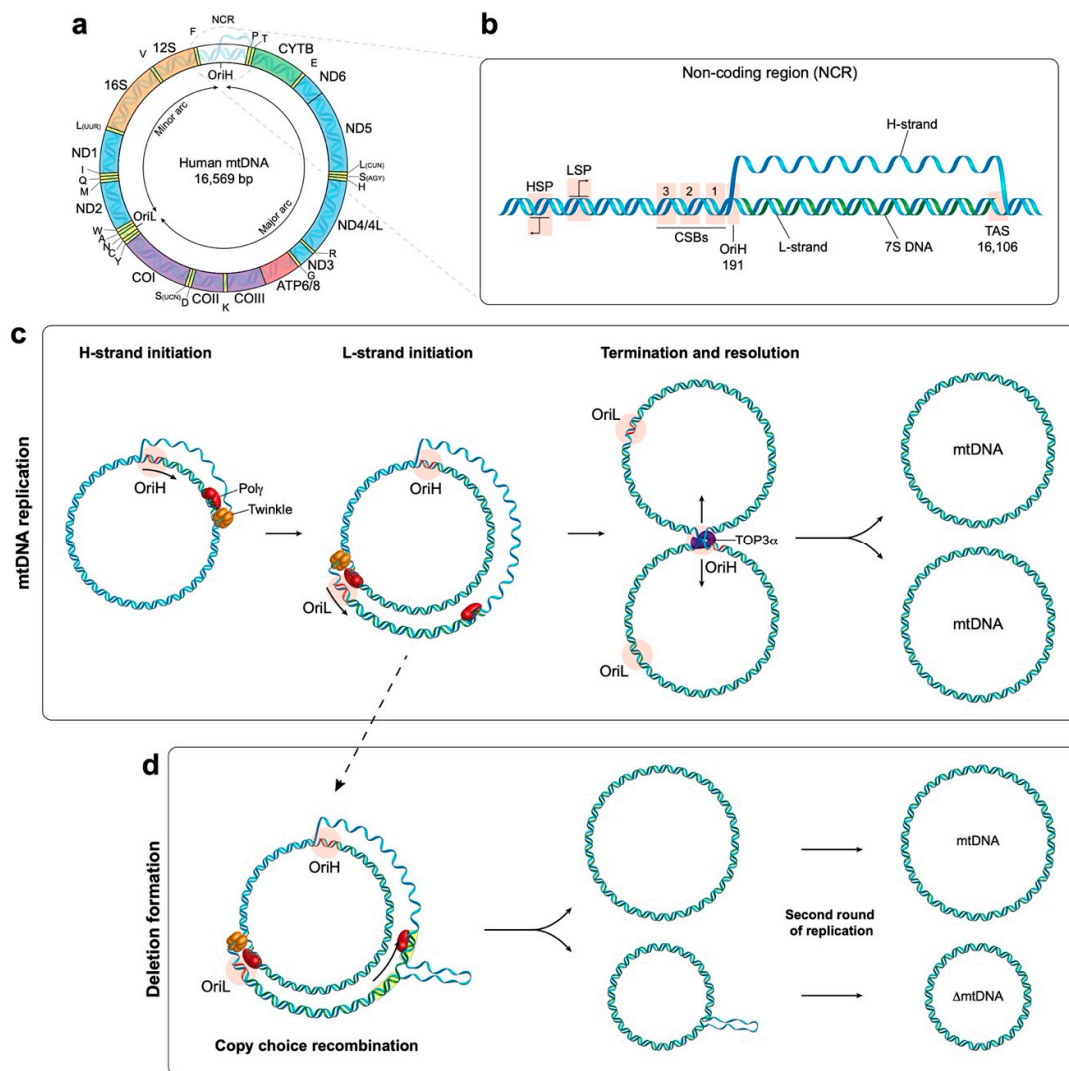 a
NCR
F
P
T
12S
CYTB
V
E
ND6
16S
OriH
ND5
Minor arc
L(UUR)
Human mtDNA
16,569 bp
ND1
L(CUN)
S(AGY)
H
I
Q
M
ND2
OriL
Major arc
ND4/4L
W
A
N
C
Y
COI
R
ND3
G
ATP6/8
S(UCN)
D
COII
K
COIII
b
Non-coding region (NCR)
H-strand
HSP
LSP
3
2
1
CSBs
OriH
191
L-strand
7S DNA
TAS
16,106
c
mtDNA replication
H-strand initiation
L-strand initiation
Termination and resolution
OriH
Polγ
Twinkle
OriH
OriL
OriL
TOP3α
OriH
OriL
mtDNA
mtDNA
d
Deletion formation
OriH
OriL
Copy choice recombination
Second round
of replication
mtDNA
ΔmtDNA